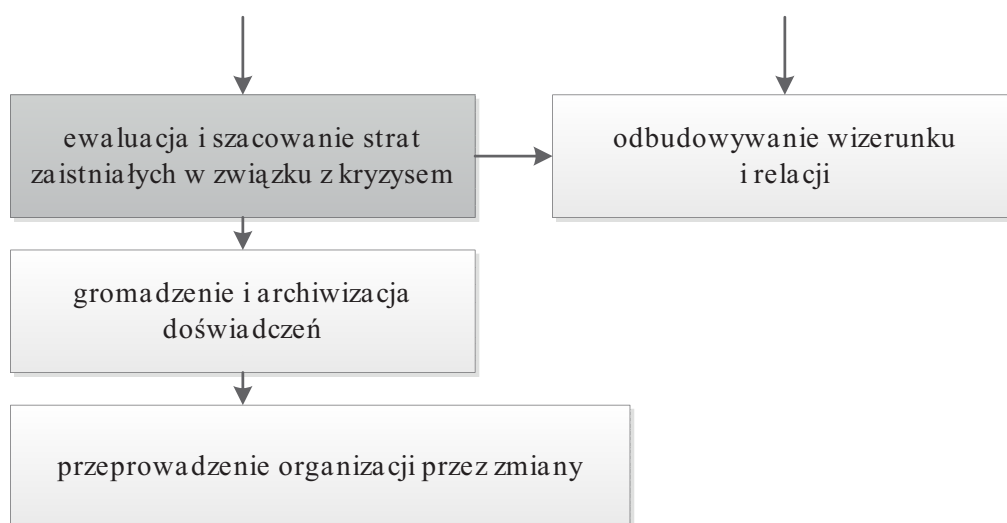 ewaluacja i szacowanie strat
zaistniałych w związku z kryzysem
odbudowywanie wizerunku
i relacji
gromadzenie i archiwizacja
doświadczeń
przeprowadzenie organizacji przez zmiany